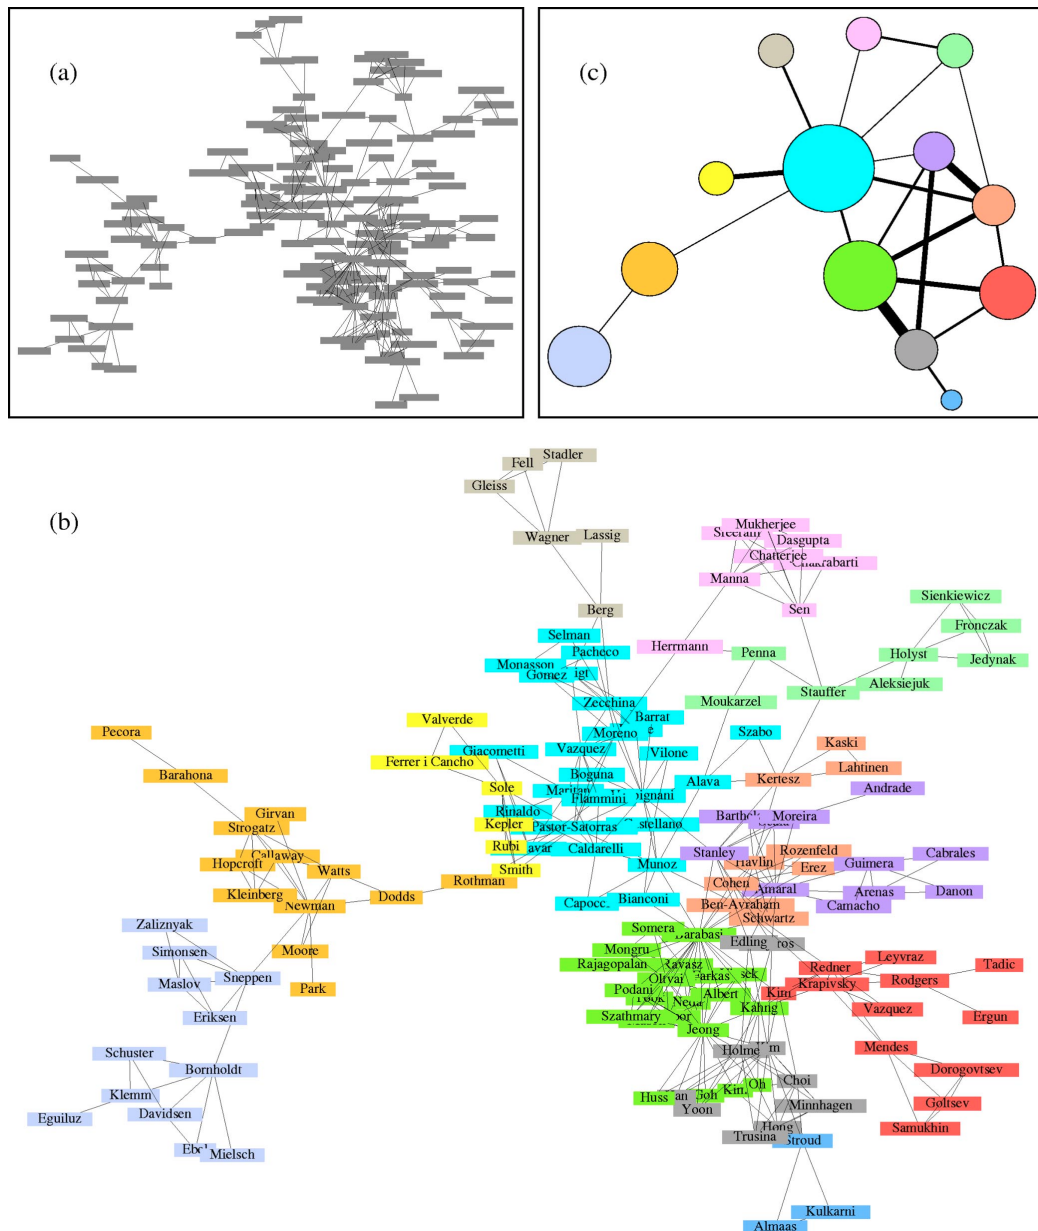 (a)
(c)
(b)
Stadler
Fell
Gleiss
Wagner
Lassig
Berg
Mukherjee
Dasgupta
Chatterjee
Manna
Sen
Sienkiewicz
Fronczak
Holyst
Jedynak
Aleksiejuk
Herrmann
Penna
Stauffer
Moukarzel
Selman
Pacheco
Monasson
Gomez
Zecchina
Barrat
Moreno
Vazquez
Vilone
Szabo
Kaski
Lahtinen
Kertesz
Alava
Andrade
Valverde
Giacometti
Ferrer i Cancho
Boguna
Sole
Flammini
Rinaldo
Kepler
Pastor-Satorras
Rubi
Caldarelli
Smith
Munoz
Moreira
Stanley
Rozenfeld
Erez
Guimera
Cabrales
Cohen
Amaral
Arenas
Danon
Ben-Avraham
Camacho
Schwartz
Bianconi
Pecora
Barahona
Girvan
Strogatz
Callaway
Hopcroft
Watts
Kleinberg
Newman
Dodds
Rothman
Moore
Park
Zaliznyak
Simonsen
Maslov
Sneppen
Eriksen
Schuster
Bornholdt
Klemm
Eguiluz
Davidsen
Mielsch
Somera
Barabasi
Edling
Mongru
Rajagopalan
Ravasz
Oltvai
Podani
Albert
Szathmary
Kahng
Jeong
Huss
Goh
Oh
Holme
Choi
Yoon
Minnhagen
Hong
Trusina
Stroud
Almaas
Kulkarni
Redner
Leyvraz
Tadic
Krapivsky
Rodgers
Vazquez
Ergun
Mendes
Dorogovtsev
Goltsev
Samukhin